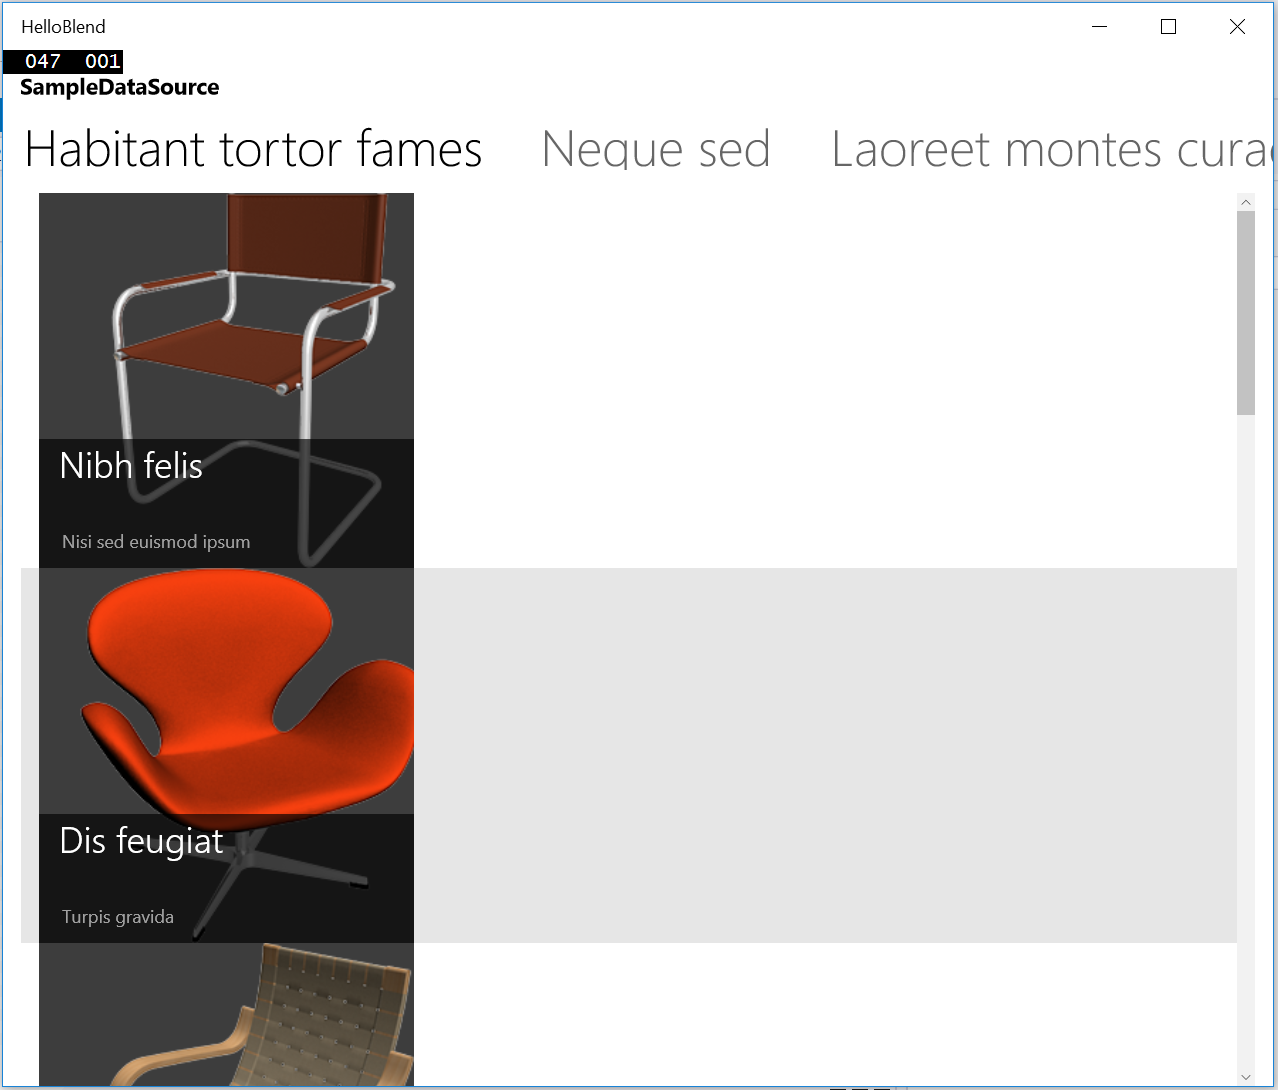 HelloBlend
047 001
SampleDataSource
Habitant tortor fames Neque sed Laoreet montes
Nibh felis
Nisi sed euismod ipsum
Dis feugiat
Turpis gravida